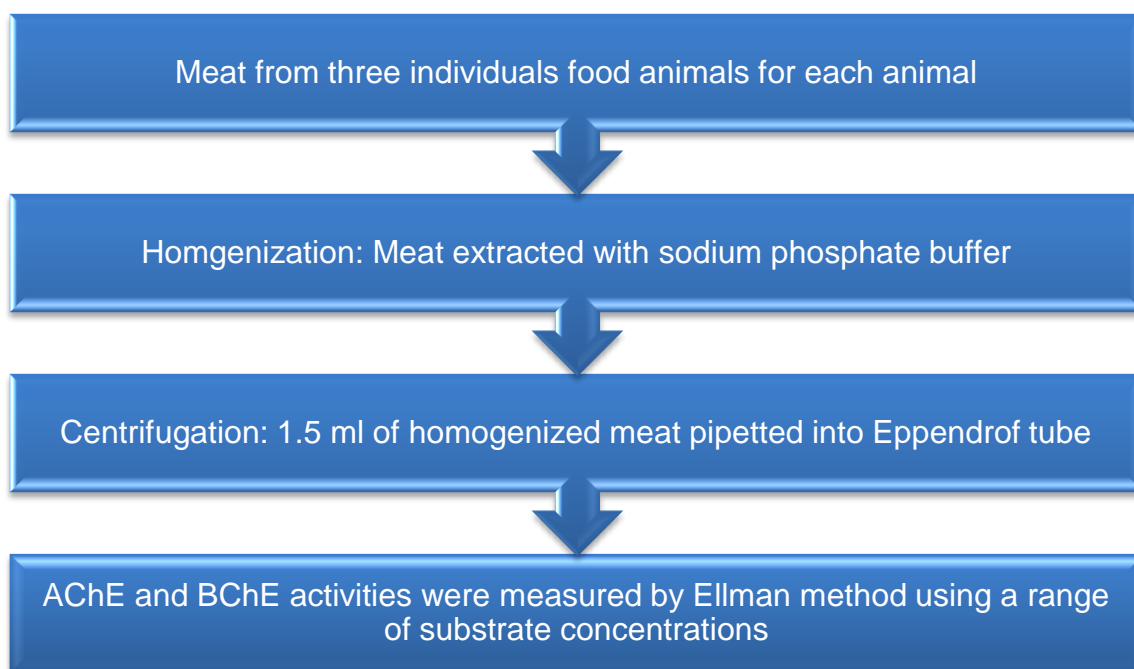 Meat from three individuals food animals for each animal
Homgenization: Meat extracted with sodium phosphate buffer
Centrifugation: 1.5 ml of homogenized meat pipetted into Eppendrof tube
AChE and BChE activities were measured by Ellman method using a range
of substrate concentrations